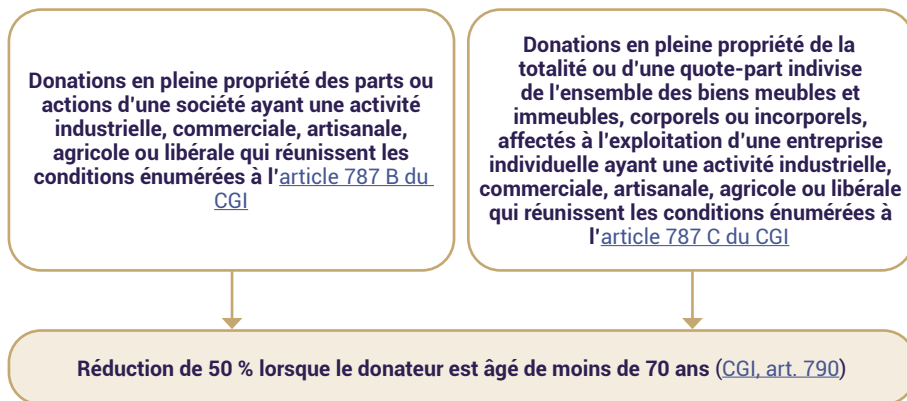 Donations en pleine propriété des parts ou
actions d'une société ayant une activité
industrielle, commerciale, artisanale,
agricole ou libérale qui réunissent les
conditions énumérées à l'article 787 B du
CGI
Donations en pleine propriété de la
totalité ou d'une quote-part indivise
de l'ensemble des biens meubles et
immeubles, corporels ou incorporels,
affectés à l'exploitation d'une entreprise
individuelle ayant une activité industrielle,
commerciale, artisanale, agricole ou libérale
qui réunissent les conditions énumérées à
l'article 787 C du CGI
Réduction de 50 % lorsque le donateur est âgé de moins de 70 ans (CGI, art. 790)